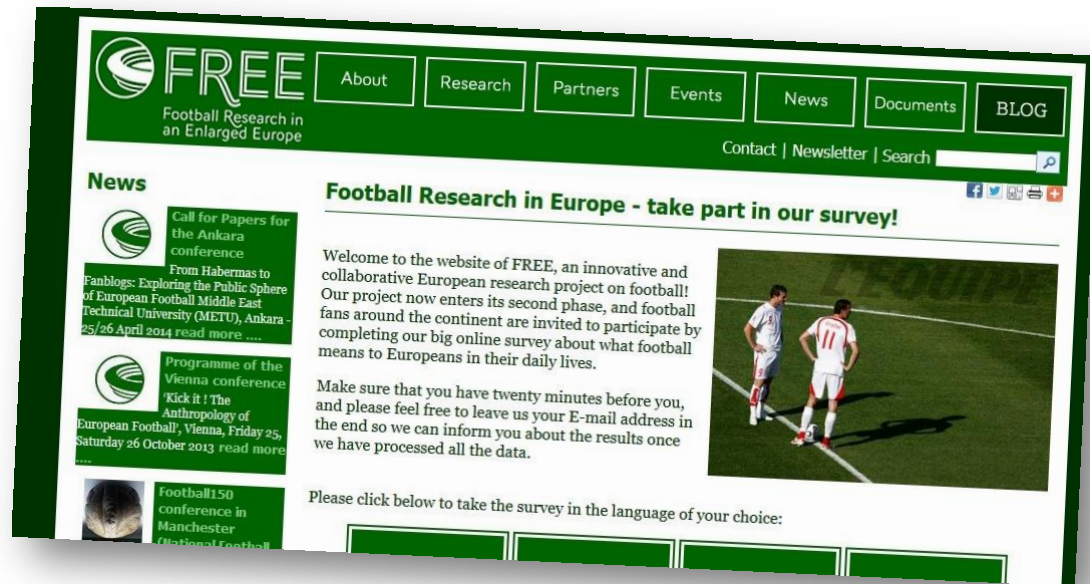 FREE
Football Research in
an Enlarged Europe
About
Research
Partners
Events
News
Documents
BLOG
Contact | Newsletter | Search
News
Call for Papers for
the Ankara
conference
From Habermas to
Fanblogs: Exploring the Public Sphere
of European Football Middle East
Technical University (METU), Ankara -
25/26 April 2014 read more ....
Programme of the
Vienna conference
'Kick it ! The
Anthropology of
European Football', Vienna, Friday 25,
Saturday 26 October 2013 read more
....
Football150
conference in
Manchester
(National Football
Football Research in Europe - take part in our survey!
Welcome to the website of FREE, an innovative and
collaborative European research project on football!
Our project now enters its second phase, and football
fans around the continent are invited to participate by
completing our big online survey about what football
means to Europeans in their daily lives.
Make sure that you have twenty minutes before you,
and please feel free to leave us your E-mail address in
the end so we can inform you about the results once
we have processed all the data.
L'EQUIPE
11
9
Please click below to take the survey in the language of your choice: